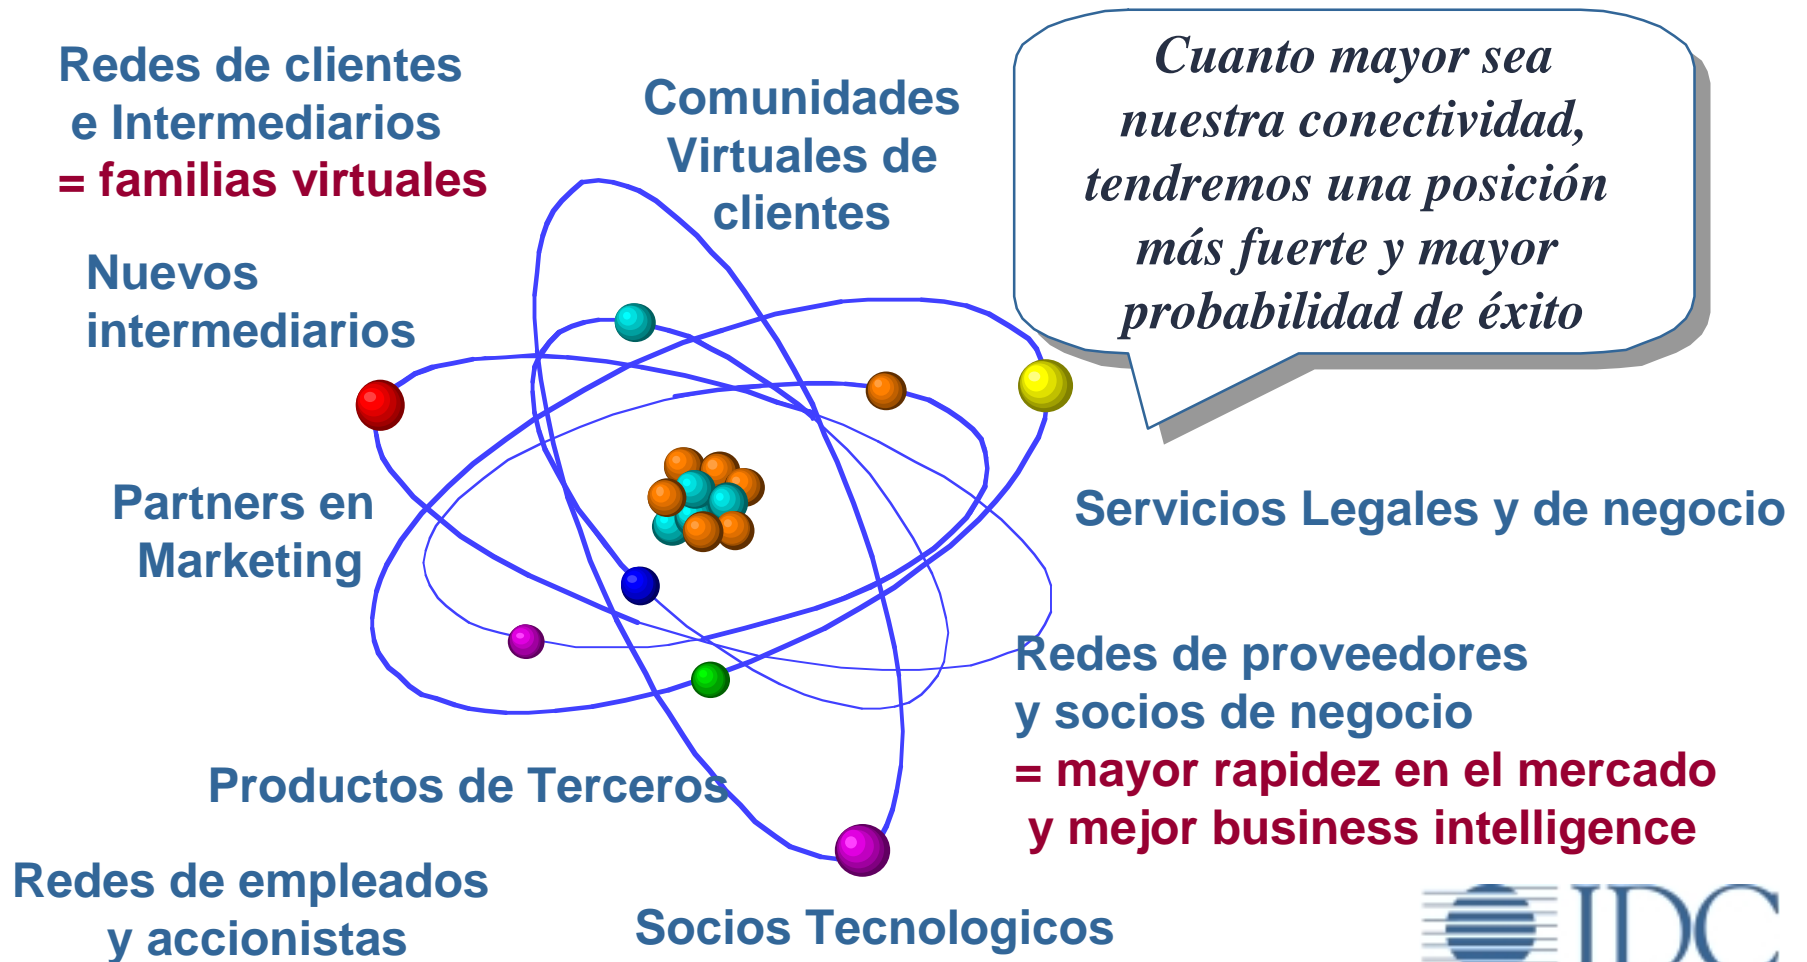 Redes de clientes
e Intermediarios
= familias virtuales
Comunidades
Virtuales de
clientes
Cuanto mayor sea
nuestra conectividad,
tendremos una posición
más fuerte y mayor
probabilidad de éxito
Nuevos
intermediarios
Partners en
Marketing
Servicios Legales y de negocio
Redes de proveedores
y socios de negocio
= mayor rapidez en el mercado
y mejor business intelligence
Productos de Terceros
Redes de empleados
y accionistas
Socios Tecnologicos
IDC